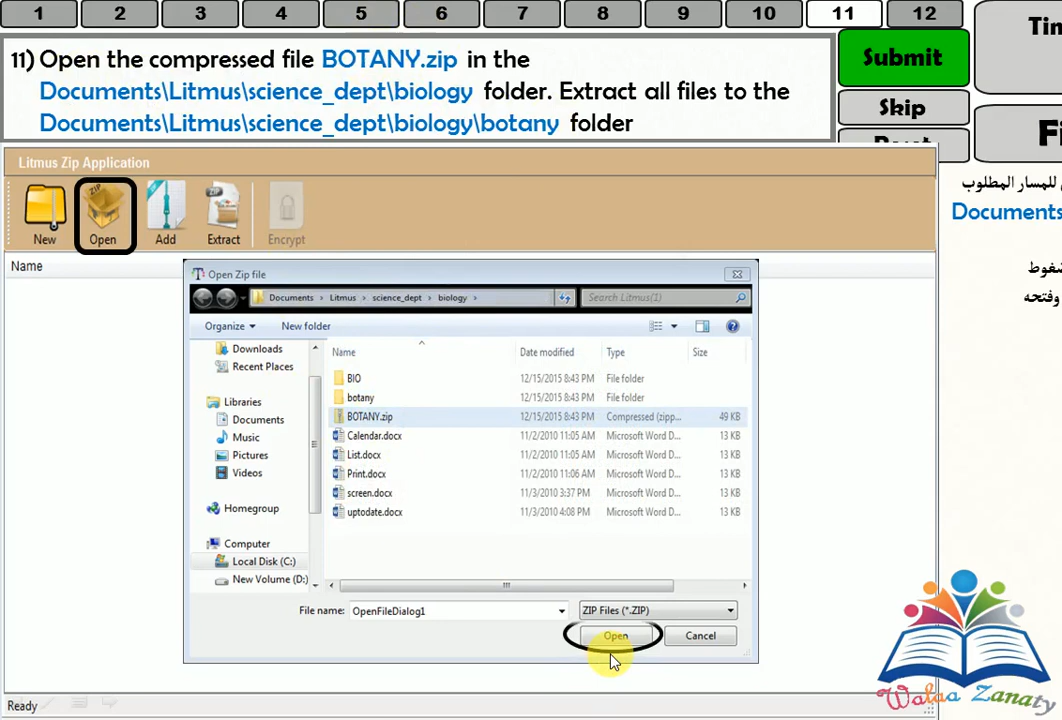 1 2 3 4 5 6 7 8 9 10 11 12
11) Open the compressed file BOTANY.zip in the
Documents\Litmus\science_dept\biology folder. Extract all files to the
Documents\Litmus\science_dept\biology\botany folder
Submit
Skip
Litmus Zip Application
ZIP
New Open Add Extract Encrypt
Name
Open Zip file
Documents Litmus science_dept biology
Search Litmus(1)
Organize New folder
Downloads
Recent Places
Libraries
Documents
Music
Pictures
Videos
Homegroup
Computer
Local Disk (C:)
New Volume (D:)
Name Date modified Type Size
BIO 12/15/2015 8:43 PM File folder
botany 12/15/2015 8:43 PM File folder
BOTANY.zip 12/15/2015 8:43 PM Compressed (zipp... 49 KB
Calendar.docx 11/2/2010 11:05 AM Microsoft Word D... 13 KB
List.docx 11/2/2010 11:05 AM Microsoft Word D... 13 KB
Print.docx 11/2/2010 11:06 AM Microsoft Word D... 13 KB
screen.docx 11/3/2010 3:37 PM Microsoft Word D... 13 KB
uptodate.docx 11/3/2010 4:08 PM Microsoft Word D... 13 KB
File name: OpenFileDialog1 ZIP Files (*.ZIP)
Open Cancel
Ready
للمسار المطلوب
Documents
وفتحه
Walaa Zanaty